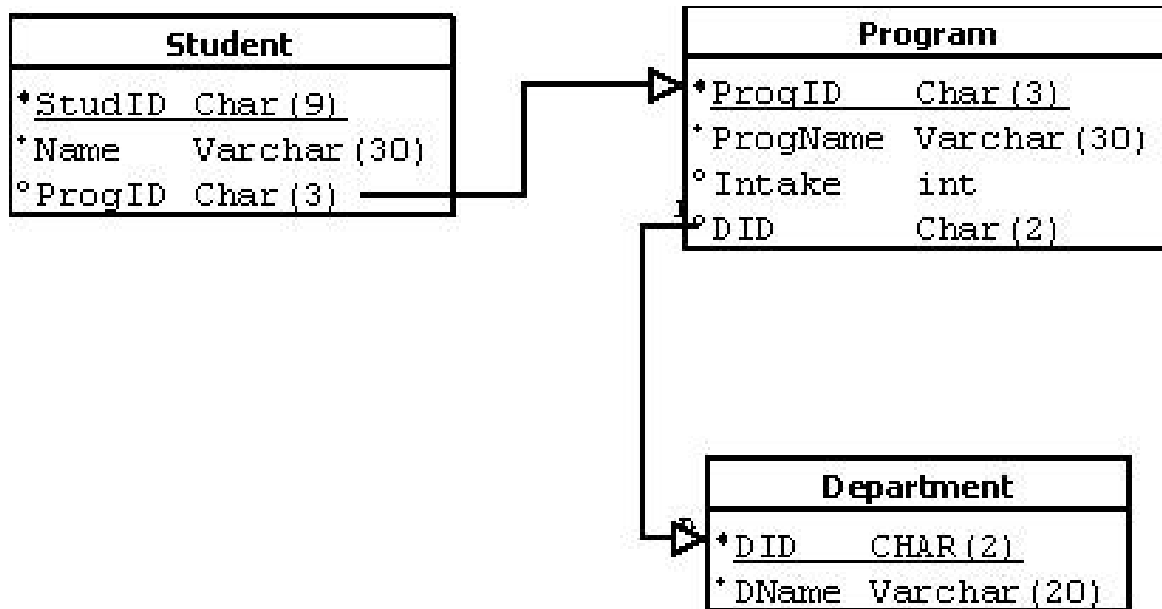 Student
*StudID Char(9)
*Name Varchar(30)
°ProgID Char(3)
Program
*ProgID Char(3)
*ProgName Varchar(30)
°Intake int
°DID Char(2)
Department
*DID CHAR(2)
*DName Varchar(20)